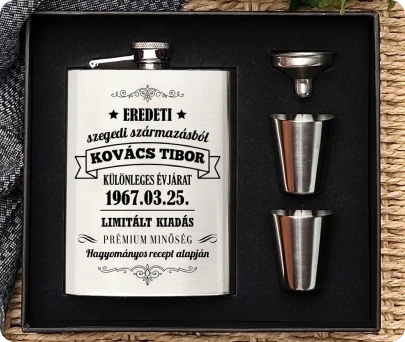 ★ EREDETI ★
szegedi származásból
KOVÁCS TIBOR
KÜLÖNLEGES ÉVJÁRAT
1967.03.25.
LIMITÁLT KIADÁS
PRÉMIUM MINŐSÉG
Hagyományos recept alapján